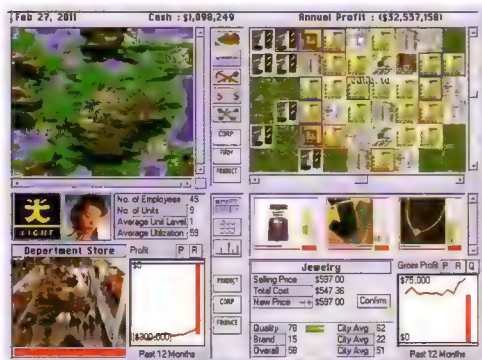 Feb 27, 2011 Cash : $1,098,249 Annual Profit : ($32,537,158)
CORP
FIRM
PRODUCT
LIGHT
No. of Employees 45
No. of Units 9
Average Unit Level 1
Average Utilization 59
Department Store Profit P A
$0
Past 12 Months
PRODUCT
CORP
FINANCE
Jewelry
Selling Price $597.00
Total Cost $547.36
New Price $597.00 Confirm
Quality 78 City Avg 62
Brand 15 City Avg 22
Overall 58 City Avg 51
Gross Profit P A Q
$75,000
$0
Past 12 Months